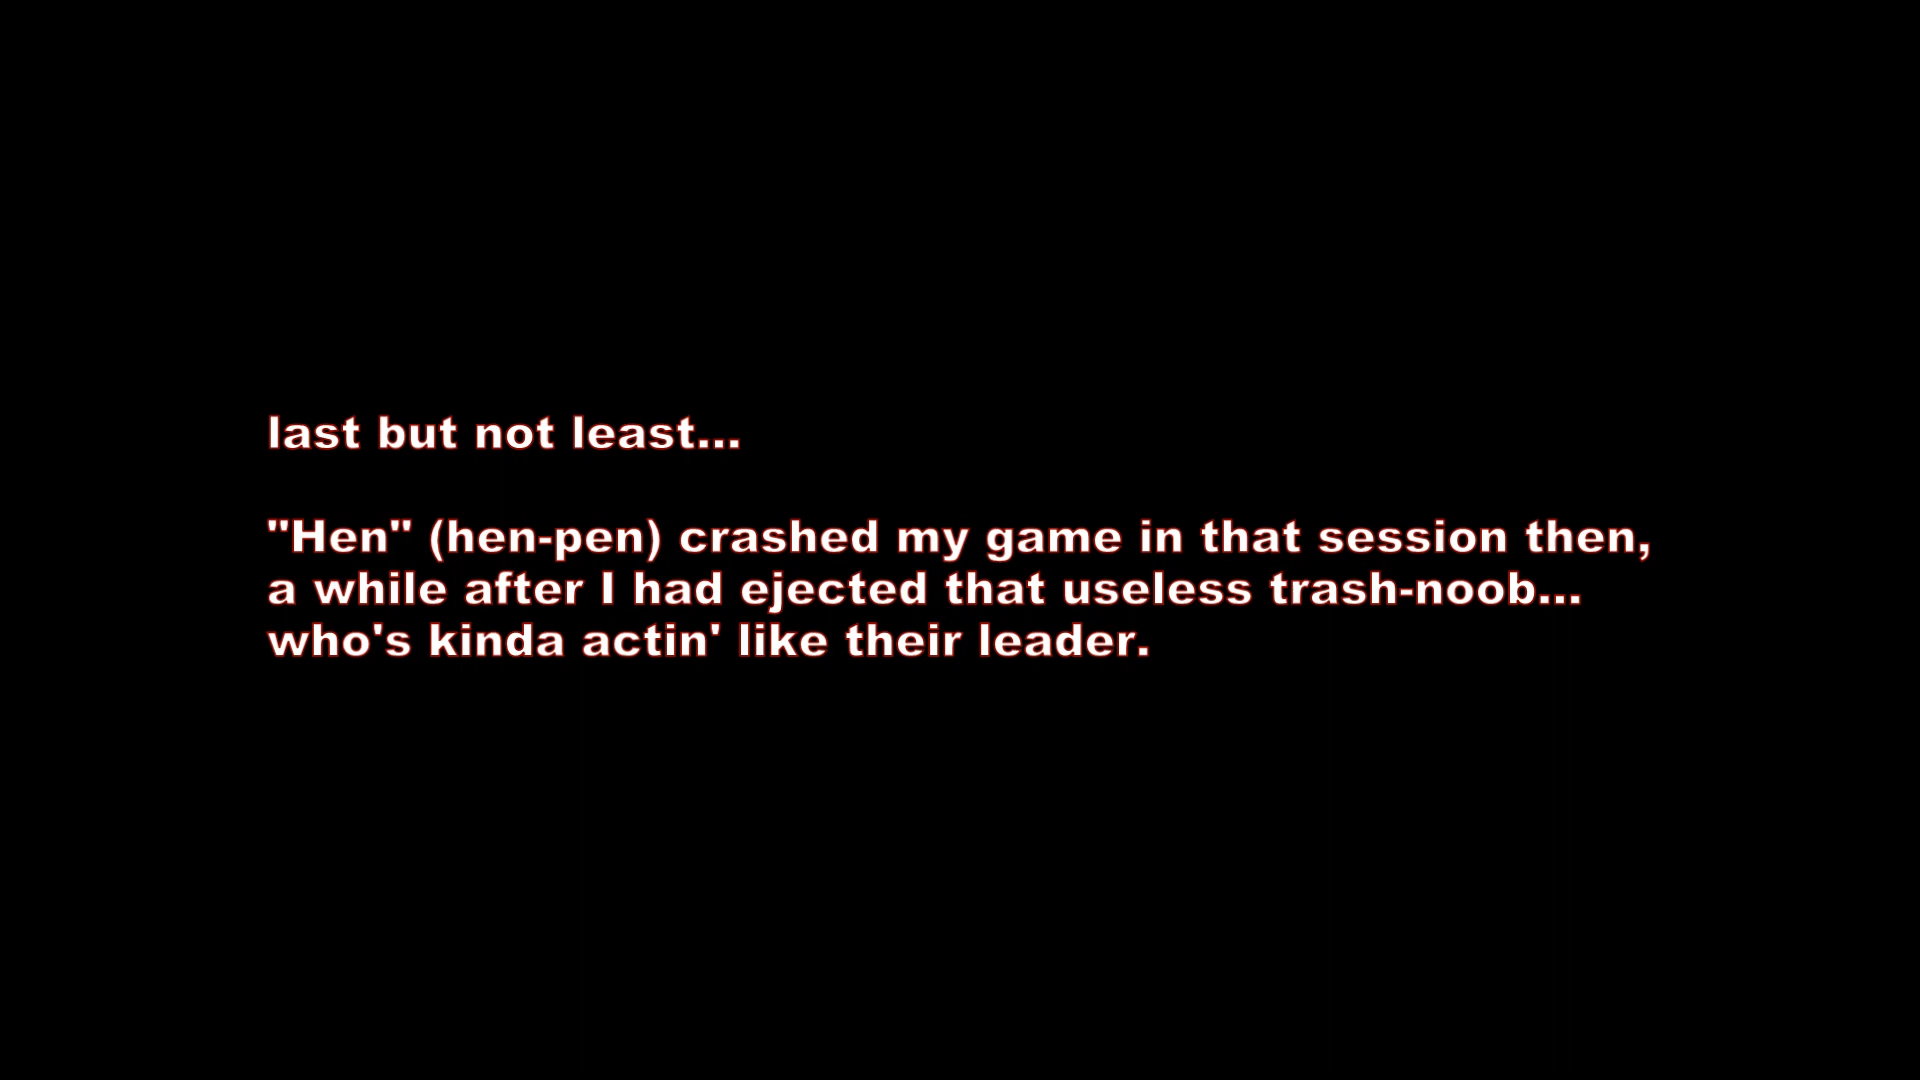 last but not least...
"Hen" (hen-pen) crashed my game in that session then,
a while after I had ejected that useless trash-noob...
who's kinda actin' like their leader.